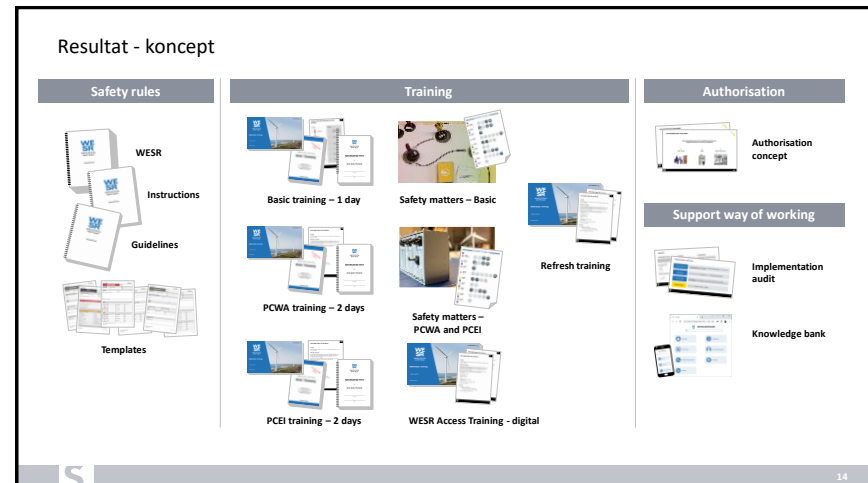 Resultat - koncept
Safety rules
WESR
Instructions
Guidelines
Templates
Training
Basic training – 1 day
Safety matters – Basic
PCWA training – 2 days
Safety matters –
PCWA and PCEI
PCEI training – 2 days
WESR Access Training - digital
Refresh training
Authorisation
Authorisation
concept
Support way of working
Implementation
audit
Knowledge bank
S
14